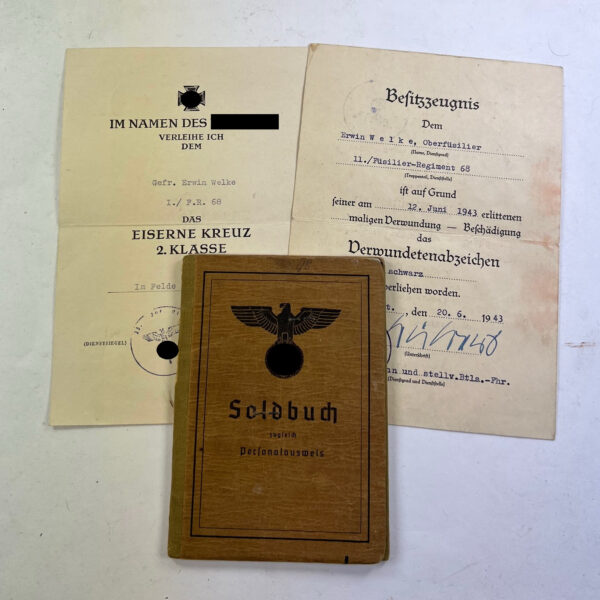 IM NAMEN DES
VERLEIHE ICH
DEM
Gefr. Erwin Welke
I./ F.R. 68
DAS
EISERNE KREUZ
2. KLASSE
In Felde
(DIENSTSIEGEL)
Besitzzeugnis
Dem
Erwin W e l k e, Oberfüsilier
(Name, Dienstgrad)
11./Füsilier-Regiment 68
(Truppenteil, Dienststelle)
ist auf Grund
seiner am 12. Juni 1943 erlittenen
maligen Verwundung – Beschädigung
das
Verwundetenabzeichen
schwarz
verliehen worden.
, den 20. 6. 1943
(Unterschrift)
und stellv.Btls.-Fhr.
(Dienstgrad und Dienststelle)
Soldbuch
zugleich
Personalausweis